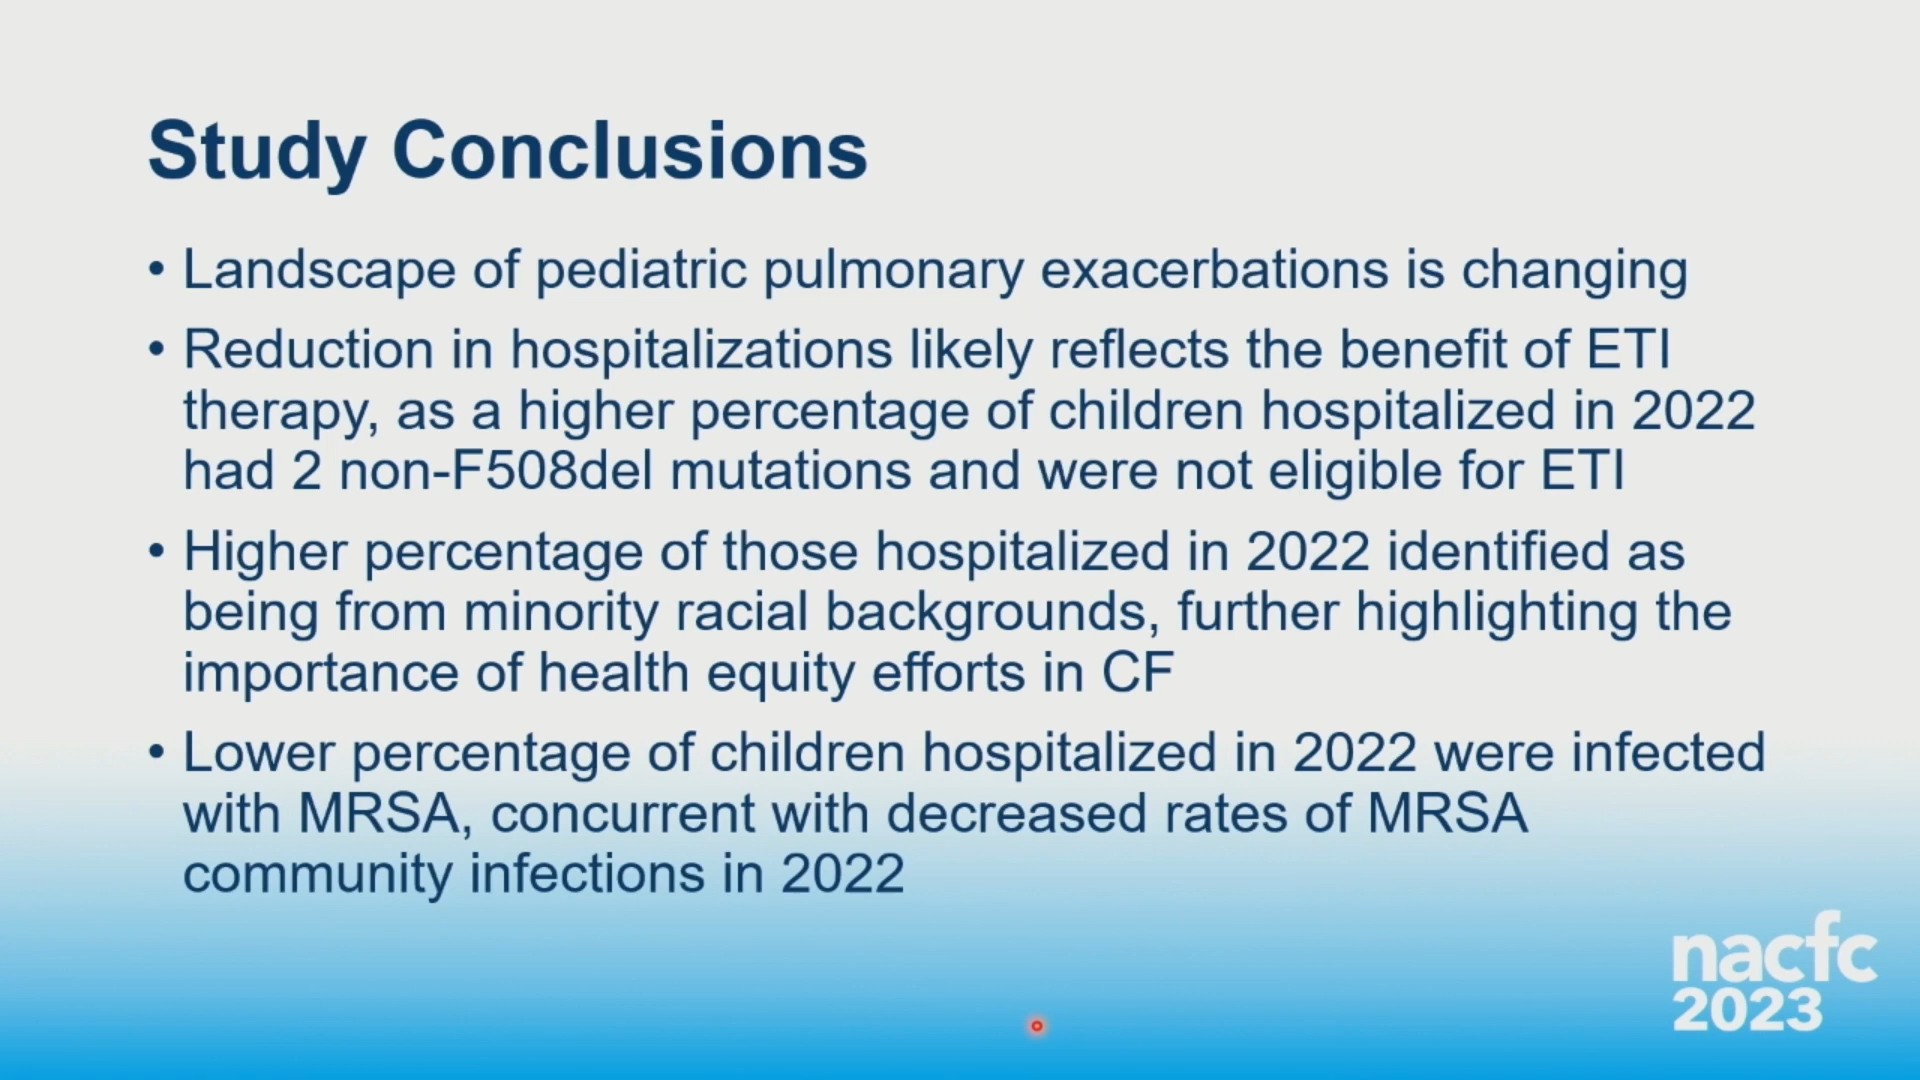 Study Conclusions
• Landscape of pediatric pulmonary exacerbations is changing
• Reduction in hospitalizations likely reflects the benefit of ETI
therapy, as a higher percentage of children hospitalized in 2022
had 2 non-F508del mutations and were not eligible for ETI
• Higher percentage of those hospitalized in 2022 identified as
being from minority racial backgrounds, further highlighting the
importance of health equity efforts in CF
• Lower percentage of children hospitalized in 2022 were infected
with MRSA, concurrent with decreased rates of MRSA
community infections in 2022
nacfc
2023